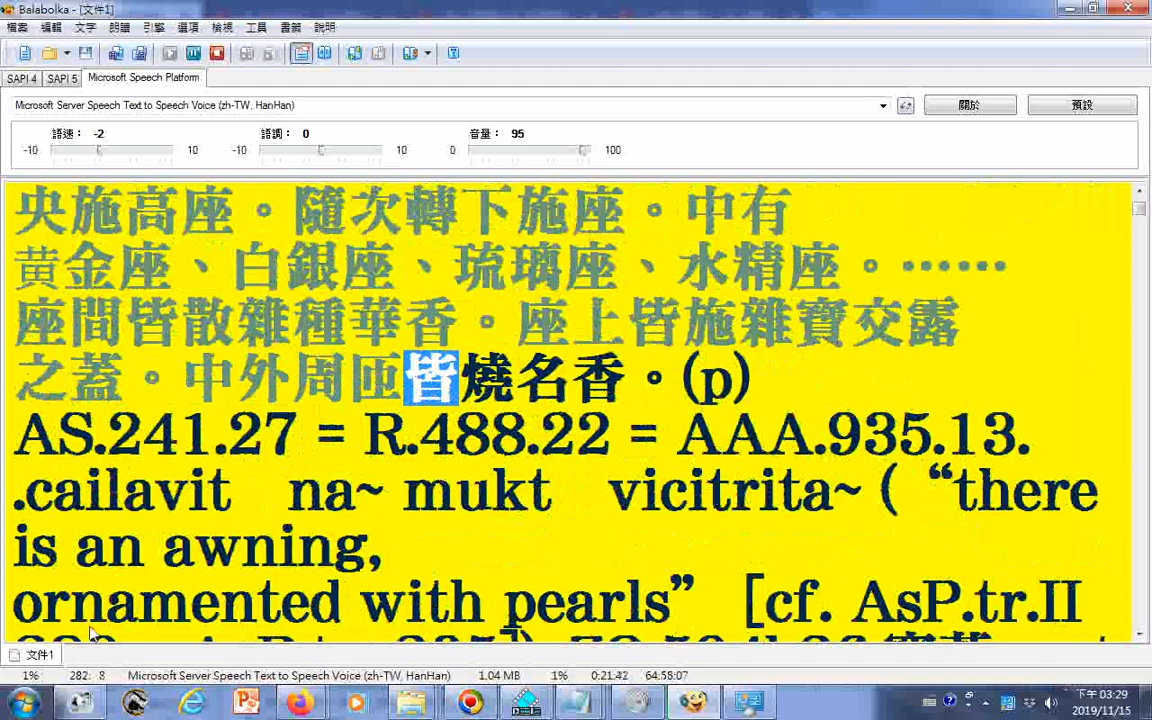 Balabolka - [文件1]
檔案 編輯 文字 朗讀 引擎 選項 檢視 工具 書籤 說明
SAPI 4 SAPI 5 Microsoft Speech Platform
Microsoft Server Speech Text to Speech Voice (zh-TW, HanHan) 關於 預設
語速： -2 語調： 0 音量： 95
-10 10 -10 10 0 100
央施高座。隨次轉下施座。中有
黃金座、白銀座、琉璃座、水精座。……
座間皆散雜種華香。座上皆施雜寶交露
之蓋。中外周匝皆燒名香。(p)
AS.241.27 = R.488.22 = AAA.935.13.
.cailavit na~ mukt vicitrita~ ( “there
is an awning,
ornamented with pearls” [cf. AsP.tr.II
文件1
1% 282: 8 Microsoft Server Speech Text to Speech Voice (zh-TW, HanHan) 1.04 MB 1% 0:21:42 64:58:07
下午 03:29
2019/11/15